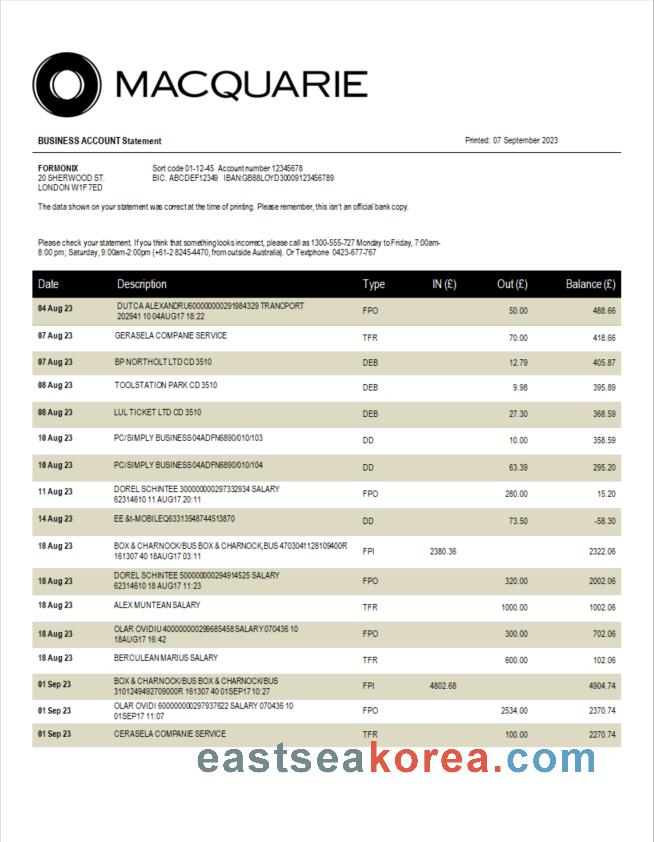 MACQUARIE
BUSINESS ACCOUNT Statement Printed: 07 September 2023
FORMONIX Sort code 01-12-45 Account number 12345678
20 SHERWOOD ST. BIC. ABCDEF12349 IBAN:GB88LOYD30009123456789
LONDON W1F 7ED
The data shown on your statement was correct at the time of printing. Please remember, this isn't an official bank copy.
Please check your statement. If you think that something looks incorrect, please call as 1300-555-727 Monday to Friday, 7:00am-
8:00 pm; Saturday, 9:00am-2:00pm (+61-2 8245-4470, from outside Australia). Or Textphone 0423-677-767
Date Description Type IN (£) Out (£) Balance (£)
04 Aug 23 DUTCA ALEXANDRU600000000291984329 TRANCPORT FPO 50.00 488.66
202941 10 04AUG17 18:22
07 Aug 23 GERASELA COMPANIE SERVICE TFR 70.00 418.66
07 Aug 23 BP NORTHOLT LTD CD 3510 DEB 12.79 405.87
08 Aug 23 TOOLSTATION PARK CD 3510 DEB 9.98 395.89
08 Aug 23 LUL TICKET LTD CD 3510 DEB 27.30 368.59
10 Aug 23 PC/SIMPLY BUSINESS04ADFN6890/010/103 DD 10.00 358.59
10 Aug 23 PC/SIMPLY BUSINESS04ADFN6890/010/104 DD 63.39 295.20
11 Aug 23 DOREL SCHINTEE 300000000297332934 SALARY FPO 280.00 15.20
62314610 11 AUG17 20:11
14 Aug 23 EE &t-MOBILEQ63313548744513870 DD 73.50 -58.30
18 Aug 23 BOX & CHARNOCK/BUS BOX & CHARNOCK,BUS 4703041128109400R FPI 2380.36 2322.06
161307 40 18AUG17 03:11
18 Aug 23 DOREL SCHINTEE 500000000294914525 SALARY FPO 320.00 2002.06
62314610 18 AUG17 11:23
18 Aug 23 ALEX MUNTEAN SALARY TFR 1000.00 1002.06
18 Aug 23 OLAR OVIDIU 400000000299685458 SALARY 070436 10 FPO 300.00 702.06
18AUG17 16:42
18 Aug 23 BERCULEAN MARIUS SALARY TFR 600.00 102.06
01 Sep 23 BOX & CHARNOCK/BUS BOX & CHARNOCK/BUS FPI 4802.68 4904.74
3101249492709000R 161307 40 01SEP17 10:27
01 Sep 23 OLAR OVIDI 600000000297937622 SALARY 070436 10 FPO 2534.00 2370.74
01SEP17 11:07
01 Sep 23 CERASELA COMPANIE SERVICE TFR 100.00 2270.74
eastseakorea.com